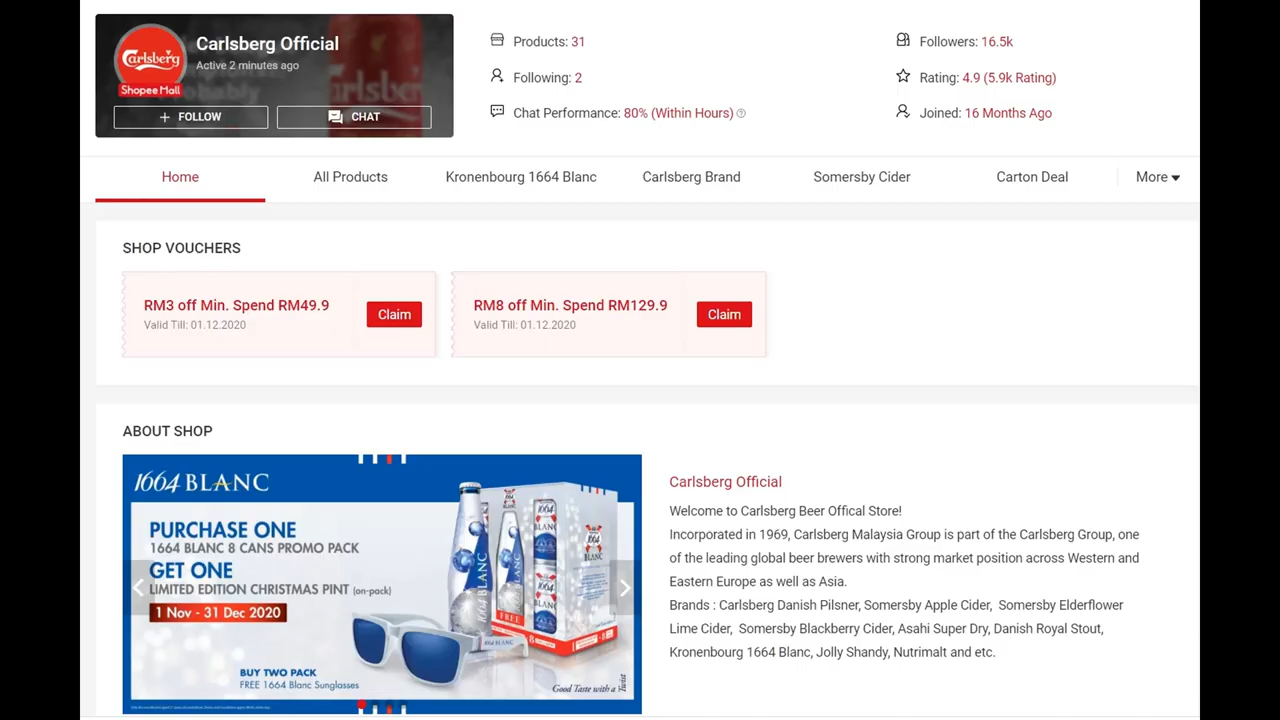 Carlsberg
Shopee Mall
Carlsberg Official
Active 2 minutes ago
+ FOLLOW
CHAT
Products: 31
Following: 2
Chat Performance: 80% (Within Hours)
Followers: 16.5k
Rating: 4.9 (5.9k Rating)
Joined: 16 Months Ago
Home
All Products
Kronenbourg 1664 Blanc
Carlsberg Brand
Somersby Cider
Carton Deal
More
SHOP VOUCHERS
RM3 off Min. Spend RM49.9
Valid Till: 01.12.2020
Claim
RM8 off Min. Spend RM129.9
Valid Till: 01.12.2020
Claim
ABOUT SHOP
1664 BLANC
PURCHASE ONE
1664 BLANC 8 CANS PROMO PACK
GET ONE
LIMITED EDITION CHRISTMAS PINT (on-pack)
1 Nov - 31 Dec 2020
BUY TWO PACK
FREE 1664 Blanc Sunglasses
1664 BLANC
FREE
Good Taste with a Twist
Carlsberg Official
Welcome to Carlsberg Beer Offical Store!
Incorporated in 1969, Carlsberg Malaysia Group is part of the Carlsberg Group, one
of the leading global beer brewers with strong market position across Western and
Eastern Europe as well as Asia.
Brands : Carlsberg Danish Pilsner, Somersby Apple Cider, Somersby Elderflower
Lime Cider, Somersby Blackberry Cider, Asahi Super Dry, Danish Royal Stout,
Kronenbourg 1664 Blanc, Jolly Shandy, Nutrimalt and etc.